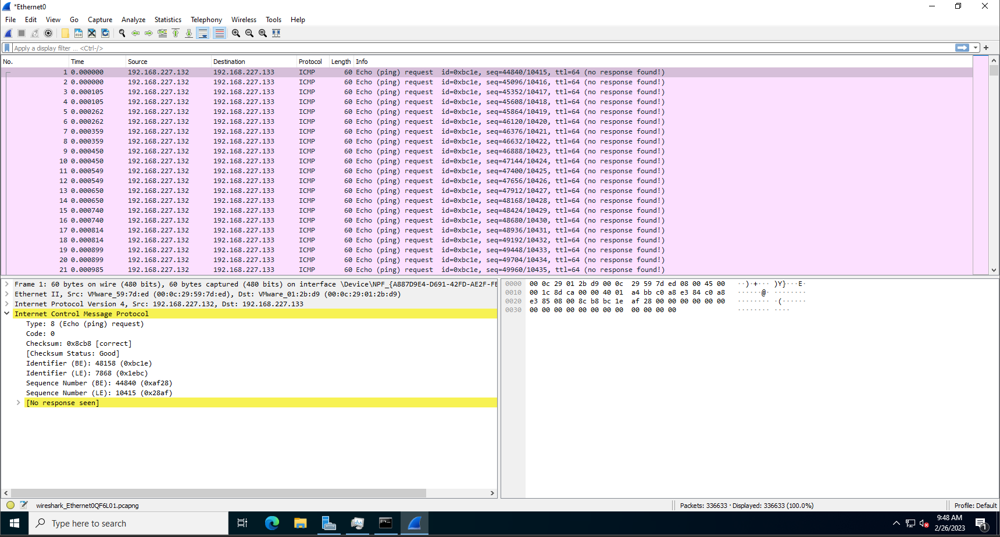 *Ethernet0
File Edit View Go Capture Analyze Statistics Telephony Wireless Tools Help
Apply a display filter ... <Ctrl-/>
No. Time Source Destination Protocol Length Info
1 0.000000 192.168.227.132 192.168.227.133 ICMP 60 Echo (ping) request id=0xbc1e, seq=44840/10415, ttl=64 (no response found!)
2 0.000000 192.168.227.132 192.168.227.133 ICMP 60 Echo (ping) request id=0xbc1e, seq=45096/10416, ttl=64 (no response found!)
3 0.000105 192.168.227.132 192.168.227.133 ICMP 60 Echo (ping) request id=0xbc1e, seq=45352/10417, ttl=64 (no response found!)
4 0.000105 192.168.227.132 192.168.227.133 ICMP 60 Echo (ping) request id=0xbc1e, seq=45608/10418, ttl=64 (no response found!)
5 0.000262 192.168.227.132 192.168.227.133 ICMP 60 Echo (ping) request id=0xbc1e, seq=45864/10419, ttl=64 (no response found!)
6 0.000262 192.168.227.132 192.168.227.133 ICMP 60 Echo (ping) request id=0xbc1e, seq=46120/10420, ttl=64 (no response found!)
7 0.000359 192.168.227.132 192.168.227.133 ICMP 60 Echo (ping) request id=0xbc1e, seq=46376/10421, ttl=64 (no response found!)
8 0.000359 192.168.227.132 192.168.227.133 ICMP 60 Echo (ping) request id=0xbc1e, seq=46632/10422, ttl=64 (no response found!)
9 0.000450 192.168.227.132 192.168.227.133 ICMP 60 Echo (ping) request id=0xbc1e, seq=46888/10423, ttl=64 (no response found!)
10 0.000450 192.168.227.132 192.168.227.133 ICMP 60 Echo (ping) request id=0xbc1e, seq=47144/10424, ttl=64 (no response found!)
11 0.000549 192.168.227.132 192.168.227.133 ICMP 60 Echo (ping) request id=0xbc1e, seq=47400/10425, ttl=64 (no response found!)
12 0.000549 192.168.227.132 192.168.227.133 ICMP 60 Echo (ping) request id=0xbc1e, seq=47656/10426, ttl=64 (no response found!)
13 0.000650 192.168.227.132 192.168.227.133 ICMP 60 Echo (ping) request id=0xbc1e, seq=47912/10427, ttl=64 (no response found!)
14 0.000650 192.168.227.132 192.168.227.133 ICMP 60 Echo (ping) request id=0xbc1e, seq=48168/10428, ttl=64 (no response found!)
15 0.000740 192.168.227.132 192.168.227.133 ICMP 60 Echo (ping) request id=0xbc1e, seq=48424/10429, ttl=64 (no response found!)
16 0.000740 192.168.227.132 192.168.227.133 ICMP 60 Echo (ping) request id=0xbc1e, seq=48680/10430, ttl=64 (no response found!)
17 0.000814 192.168.227.132 192.168.227.133 ICMP 60 Echo (ping) request id=0xbc1e, seq=48936/10431, ttl=64 (no response found!)
18 0.000814 192.168.227.132 192.168.227.133 ICMP 60 Echo (ping) request id=0xbc1e, seq=49192/10432, ttl=64 (no response found!)
19 0.000899 192.168.227.132 192.168.227.133 ICMP 60 Echo (ping) request id=0xbc1e, seq=49448/10433, ttl=64 (no response found!)
20 0.000899 192.168.227.132 192.168.227.133 ICMP 60 Echo (ping) request id=0xbc1e, seq=49704/10434, ttl=64 (no response found!)
21 0.000985 192.168.227.132 192.168.227.133 ICMP 60 Echo (ping) request id=0xbc1e, seq=49960/10435, ttl=64 (no response found!)
Frame 1: 60 bytes on wire (480 bits), 60 bytes captured (480 bits) on interface \Device\NPF_{A887D9E4-D691-42FD-AE2F-FE
Ethernet II, Src: VMware_59:7d:ed (00:0c:29:59:7d:ed), Dst: VMware_01:2b:d9 (00:0c:29:01:2b:d9)
Internet Protocol Version 4, Src: 192.168.227.132, Dst: 192.168.227.133
Internet Control Message Protocol
Type: 8 (Echo (ping) request)
Code: 0
Checksum: 0x8cb8 [correct]
[Checksum Status: Good]
Identifier (BE): 48158 (0xbc1e)
Identifier (LE): 7868 (0x1ebc)
Sequence Number (BE): 44840 (0xaf28)
Sequence Number (LE): 10415 (0x28af)
[No response seen]
0000 00 0c 29 01 2b d9 00 0c 29 59 7d ed 08 00 45 00 ··)·+··· )Y}···E·
0010 00 1c 8d ca 00 00 40 01 a4 bb c0 a8 e3 84 c0 a8 ······@· ········
0020 e3 85 08 00 8c b8 bc 1e af 28 00 00 00 00 00 00 ········ ·(······
0030 00 00 00 00 00 00 00 00 00 00 00 00 ········ ····
wireshark_Ethernet0QF6L01.pcapng
Packets: 336633 · Displayed: 336633 (100.0%)
Profile: Default
Type here to search
9:48 AM
2/26/2023
1